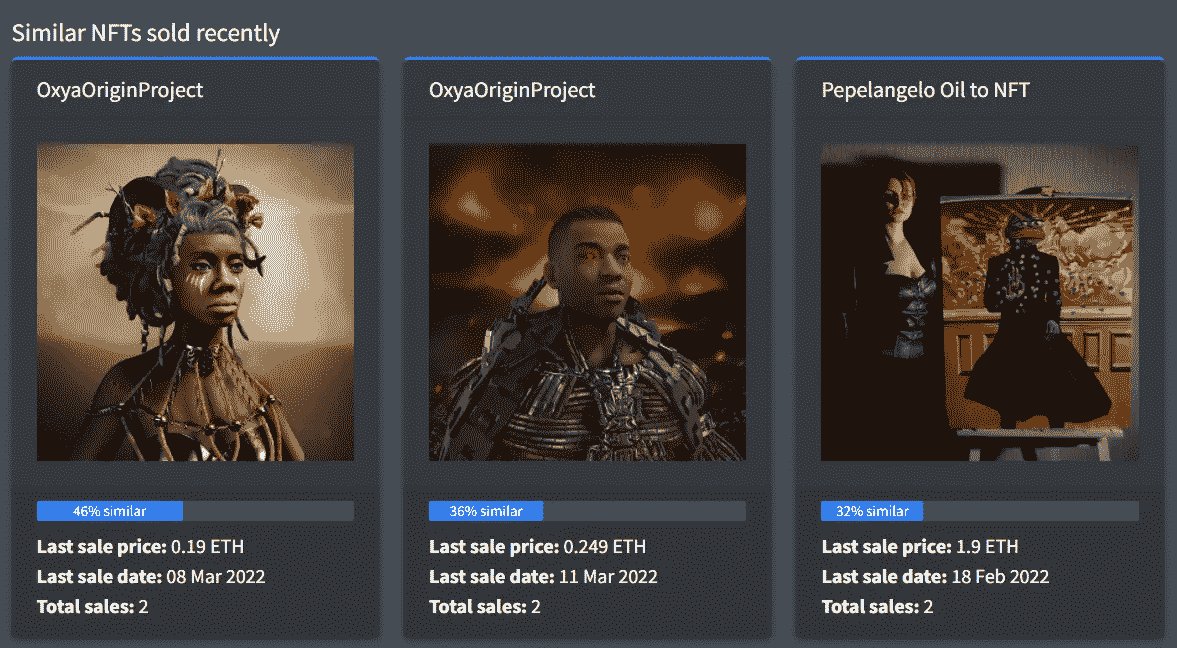 Similar NFTs sold recently
OxyaOriginProject
46% similar
Last sale price: 0.19 ETH
Last sale date: 08 Mar 2022
Total sales: 2
OxyaOriginProject
36% similar
Last sale price: 0.249 ETH
Last sale date: 11 Mar 2022
Total sales: 2
Pepelangelo Oil to NFT
32% similar
Last sale price: 1.9 ETH
Last sale date: 18 Feb 2022
Total sales: 2